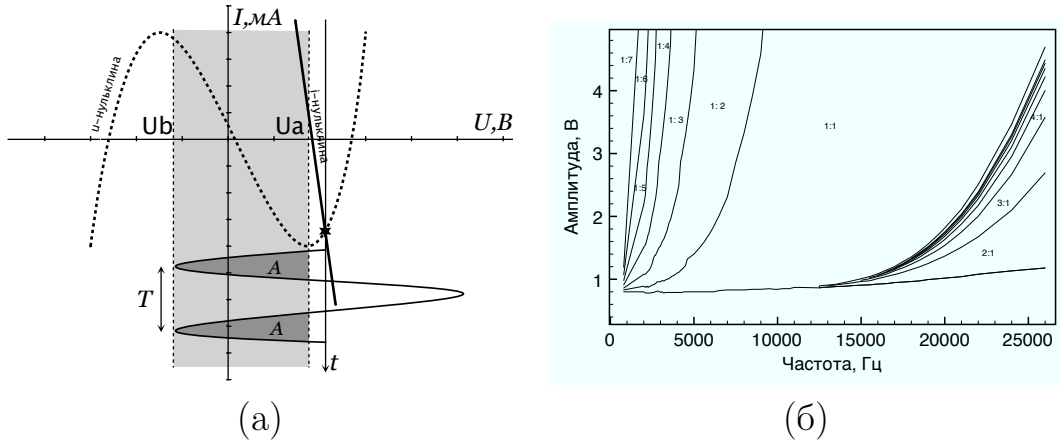 I,мА
u−нульклина
i−нульклина
Ub
Ua
U,В
A
T
A
t
(а)
Амплитуда, В
4
3
2
1
1:7
1:6
1:5
1:4
1:3
1:2
1:1
4:1
3:1
2:1
0
5000
10000
15000
20000
25000
Частота, Гц
(б)